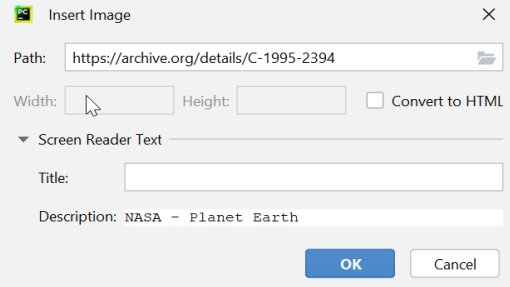 PC
Insert Image
Path: https://archive.org/details/C-1995-2394
Width: Height: Convert to HTML
Screen Reader Text
Title:
Description: NASA - Planet Earth
OK Cancel